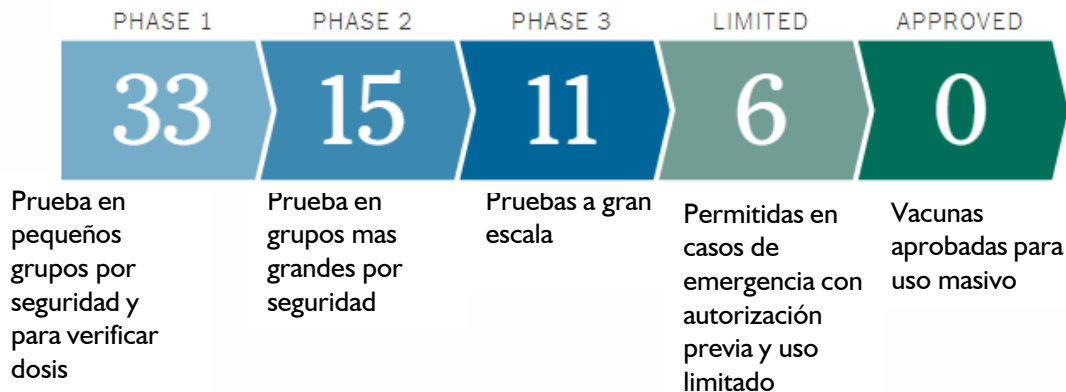 PHASE 1
PHASE 2
PHASE 3
LIMITED
APPROVED
33
15
11
6
0
Prueba en
pequeños
grupos por
seguridad y
para verificar
dosis
Prueba en
grupos mas
grandes por
seguridad
Pruebas a gran
escala
Permitidas en
casos de
emergencia con
autorización
previa y uso
limitado
Vacunas
aprobadas para
uso masivo